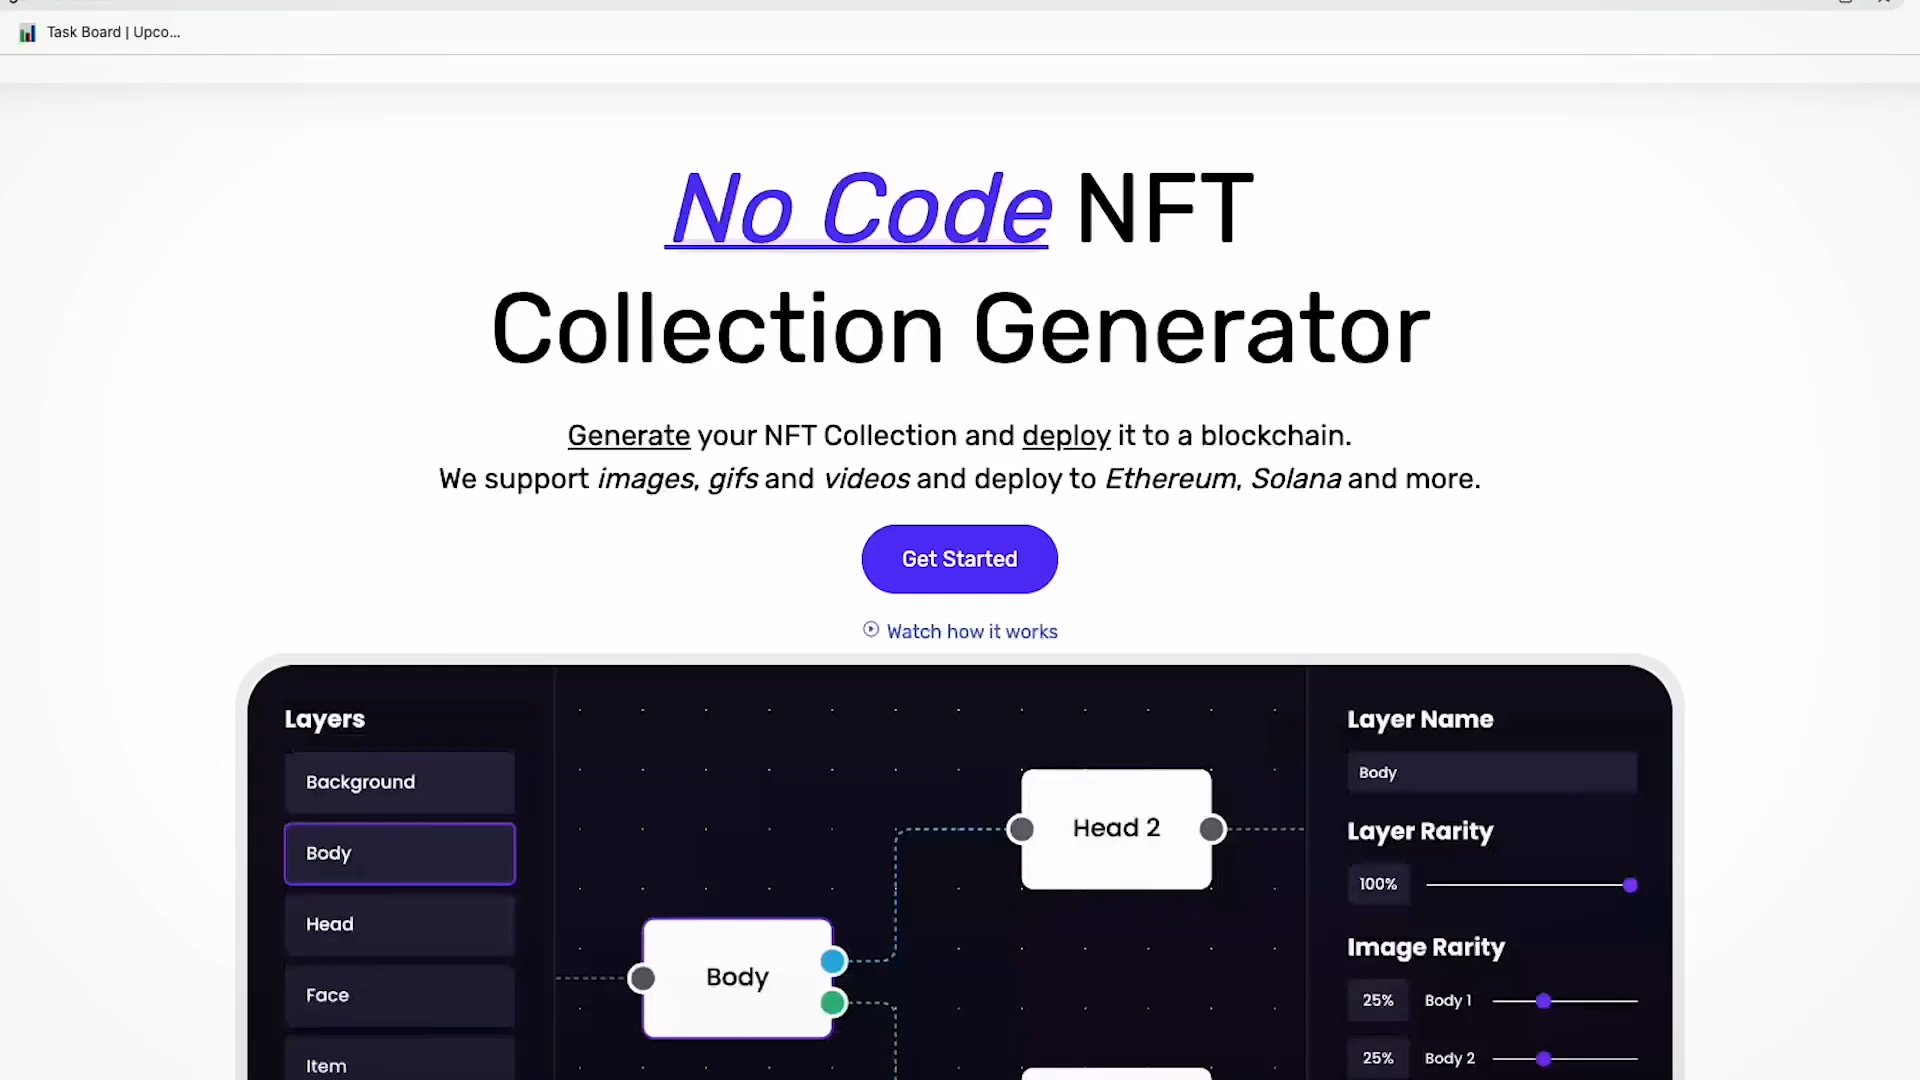 Task Board | Upco...
No Code NFT
Collection Generator
Generate your NFT Collection and deploy it to a blockchain.
We support images, gifs and videos and deploy to Ethereum, Solana and more.
Get Started
Watch how it works
Layers
Background
Body
Head
Face
Item
Body
Head 2
Layer Name
Body
Layer Rarity
100%
Image Rarity
25% Body 1
25% Body 2